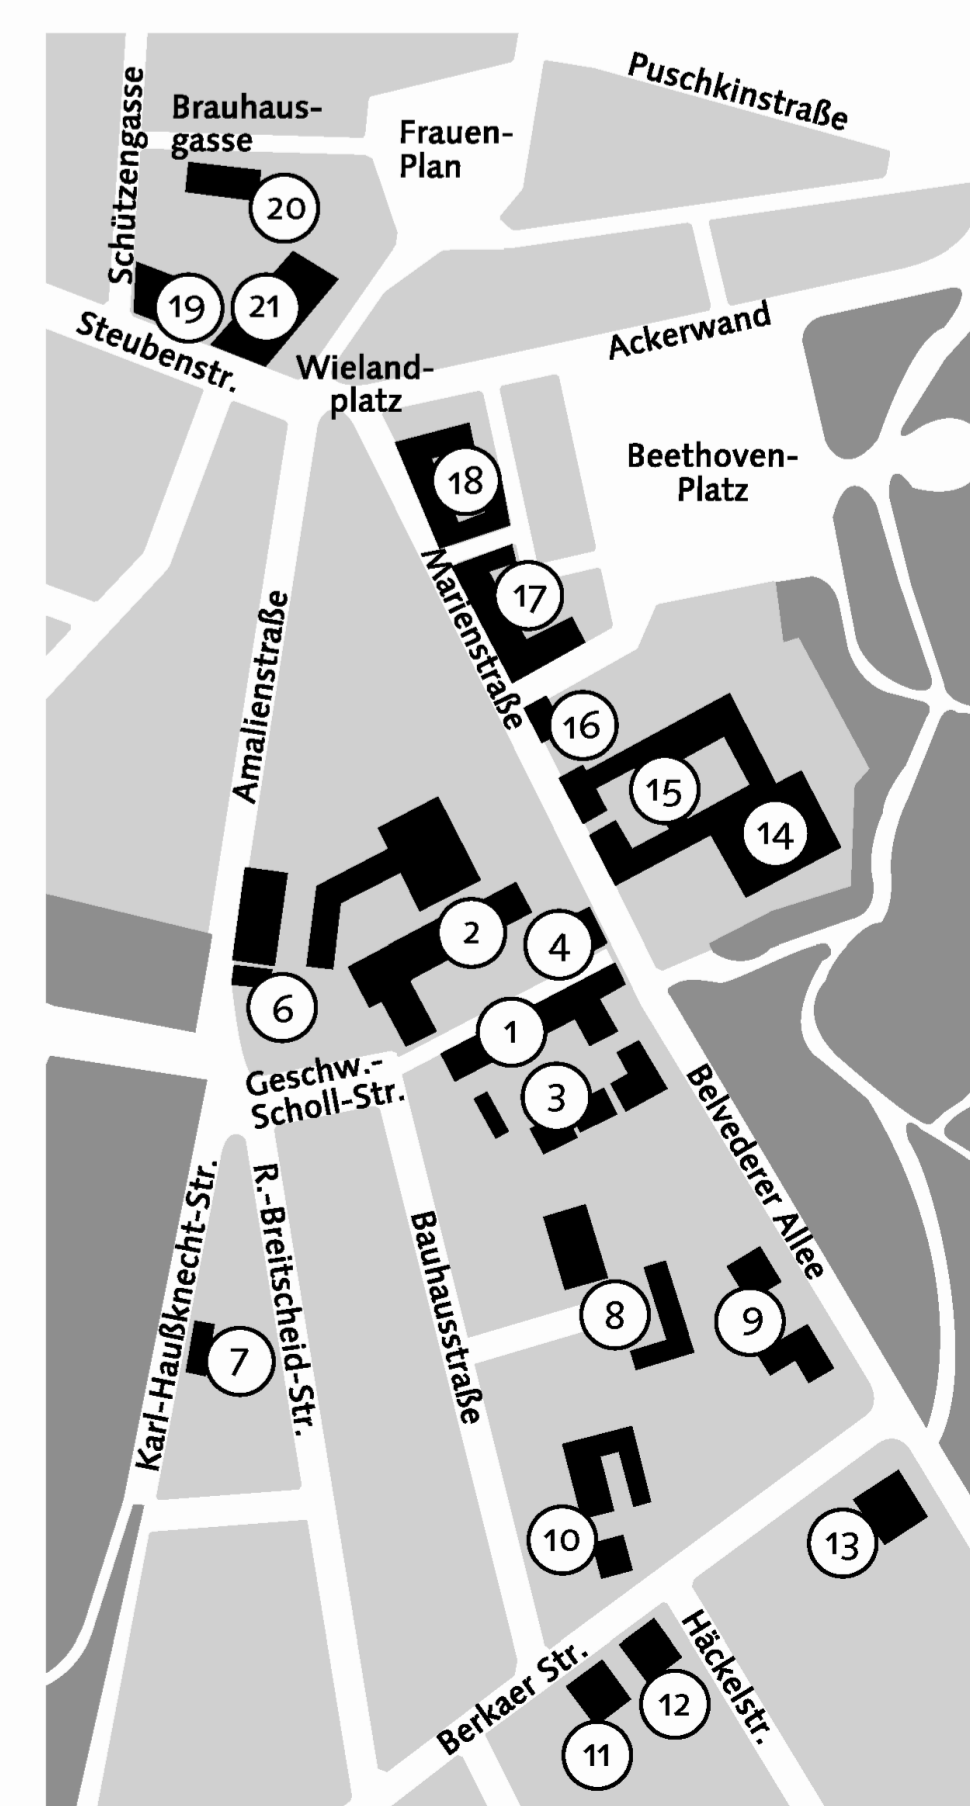 Puschkinstraße
Schützengasse
Brauhaus-
gasse
Frauen-
Plan
20
19
21
Steubenstr.
Wieland-
platz
Ackerwand
Beethoven-
Platz
18
17
Marienstraße
Amalienstraße
16
15
14
2
4
6
1
Geschw.-
Scholl-Str.
3
Belvederer Allee
Karl-Haußknecht-Str.
R.-Breitscheid-Str.
Bauhausstraße
8
9
7
10
13
Berkaer Str.
Häckelstr.
12
11